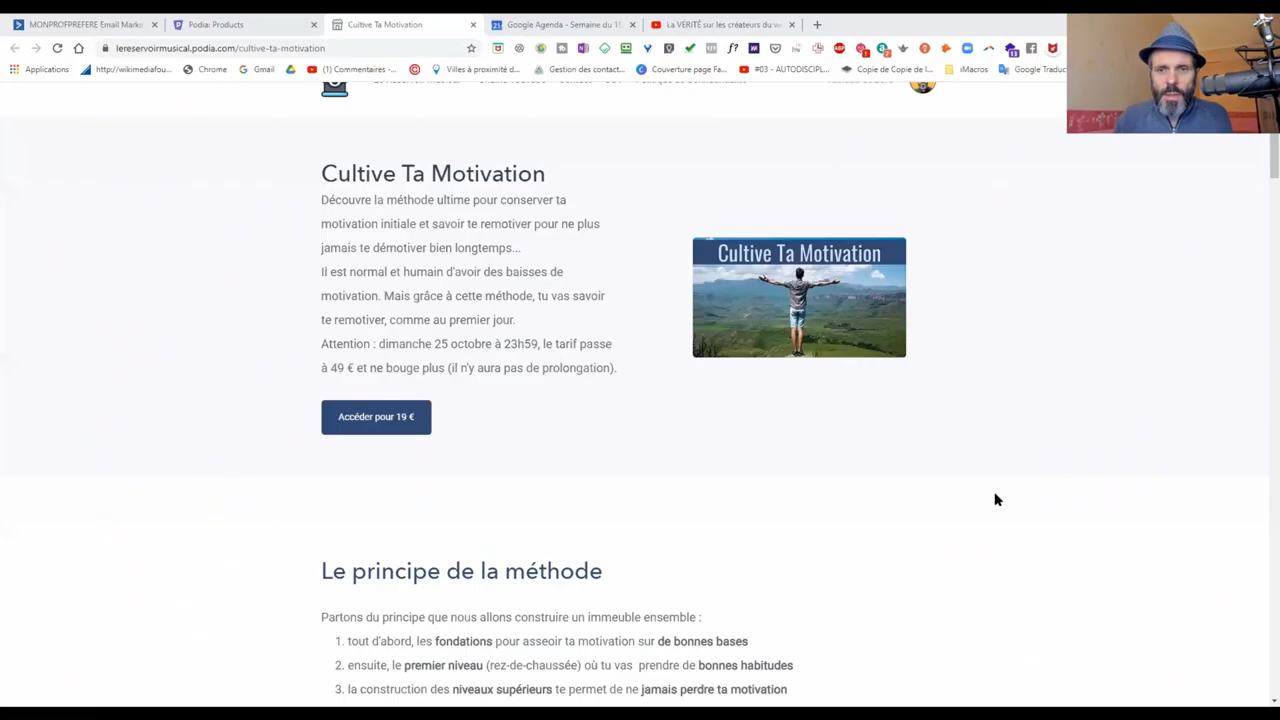 MONPROFPREFERE Email Marke
Podia: Products
Cultive Ta Motivation
Google Agenda - Semaine du 1
La VÉRITÉ sur les créateurs du w
lereservoirmusical.podia.com/cultive-ta-motivation
Applications
http://wikimediafou...
Chrome
Gmail
(1) Commentaires -...
Villes à proximité d...
Gestion des contact...
Couverture page Fa...
#03 - AUTODISCIPL...
Copie de Copie de l...
iMacros
Google Traduc
Cultive Ta Motivation
Découvre la méthode ultime pour conserver ta
motivation initiale et savoir te remotiver pour ne plus
jamais te démotiver bien longtemps...
Il est normal et humain d'avoir des baisses de
motivation. Mais grâce à cette méthode, tu vas savoir
te remotiver, comme au premier jour.
Attention : dimanche 25 octobre à 23h59, le tarif passe
à 49 € et ne bouge plus (il n'y aura pas de prolongation).
Cultive Ta Motivation
Accéder pour 19 €
Le principe de la méthode
Partons du principe que nous allons construire un immeuble ensemble :
1. tout d'abord, les fondations pour asseoir ta motivation sur de bonnes bases
2. ensuite, le premier niveau (rez-de-chaussée) où tu vas prendre de bonnes habitudes
3. la construction des niveaux supérieurs te permet de ne jamais perdre ta motivation